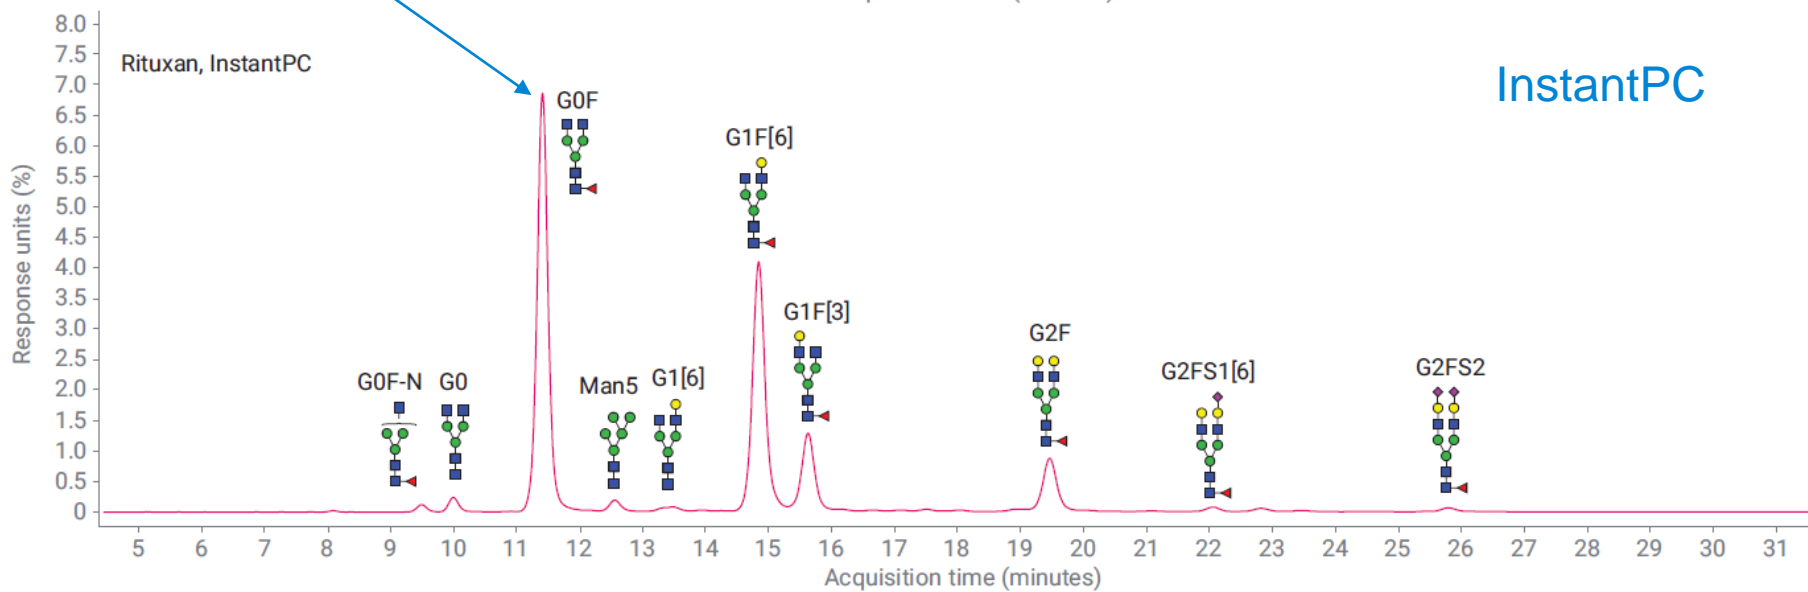 8.0
7.5
7.0
6.5
6.0
5.5
5.0
4.5
4.0
3.5
3.0
2.5
2.0
1.5
1.0
0.5
0
Response units (%)
Rituxan, InstantPC
InstantPC
G0F
G1F[6]
G1F[3]
G2F
G0F-N G0
Man5 G1[6]
G2FS1[6]
G2FS2
5 6 7 8 9 10 11 12 13 14 15 16 17 18 19 20 21 22 23 24 25 26 27 28 29 30 31
Acquisition time (minutes)